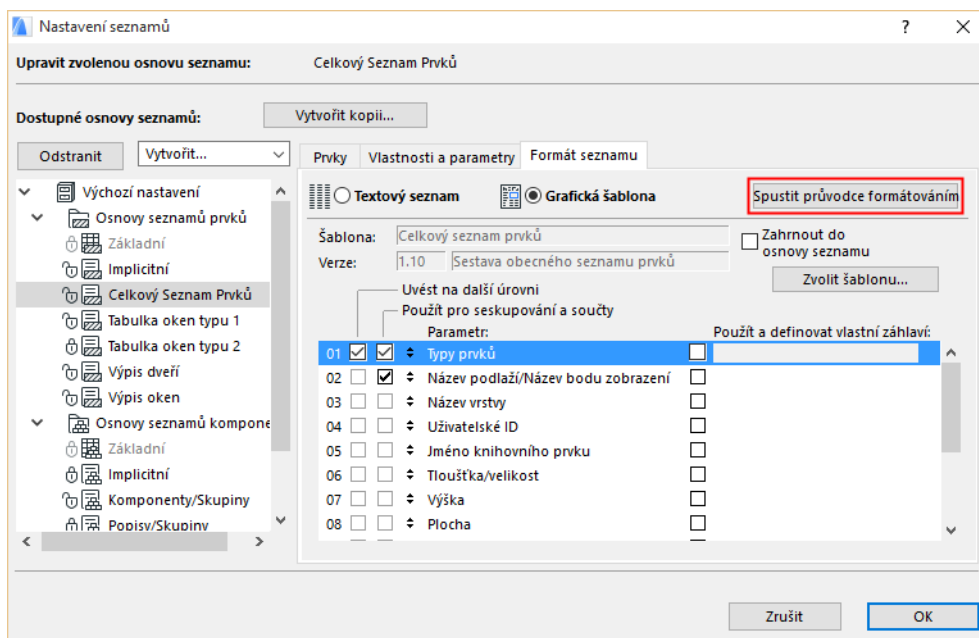 Nastavení seznamů
?
Upravit zvolenou osnovu seznamu: Celkový Seznam Prvků
Dostupné osnovy seznamů: Vytvořit kopii...
Odstranit Vytvořit...
Výchozí nastavení
Osnovy seznamů prvků
Základní
Implicitní
Celkový Seznam Prvků
Tabulka oken typu 1
Tabulka oken typu 2
Výpis dveří
Výpis oken
Osnovy seznamů kompone
Základní
Implicitní
Komponenty/Skupiny
Popisy/Skupiny
Prvky Vlastnosti a parametry Formát seznamu
Textový seznam Grafická šablona Spustit průvodce formátováním
Šablona: Celkový seznam prvků
Verze: 1.10 Sestava obecného seznamu prvků
Zahrnout do
osnovy seznamu
Zvolit šablonu...
Uvést na další úrovni
Použít pro seskupování a součty
Parametr: Použít a definovat vlastní záhlaví:
01 Typy prvků
02 Název podlaží/Název bodu zobrazení
03 Název vrstvy
04 Uživatelské ID
05 Jméno knihovního prvku
06 Tloušťka/velikost
07 Výška
08 Plocha
Zrušit OK